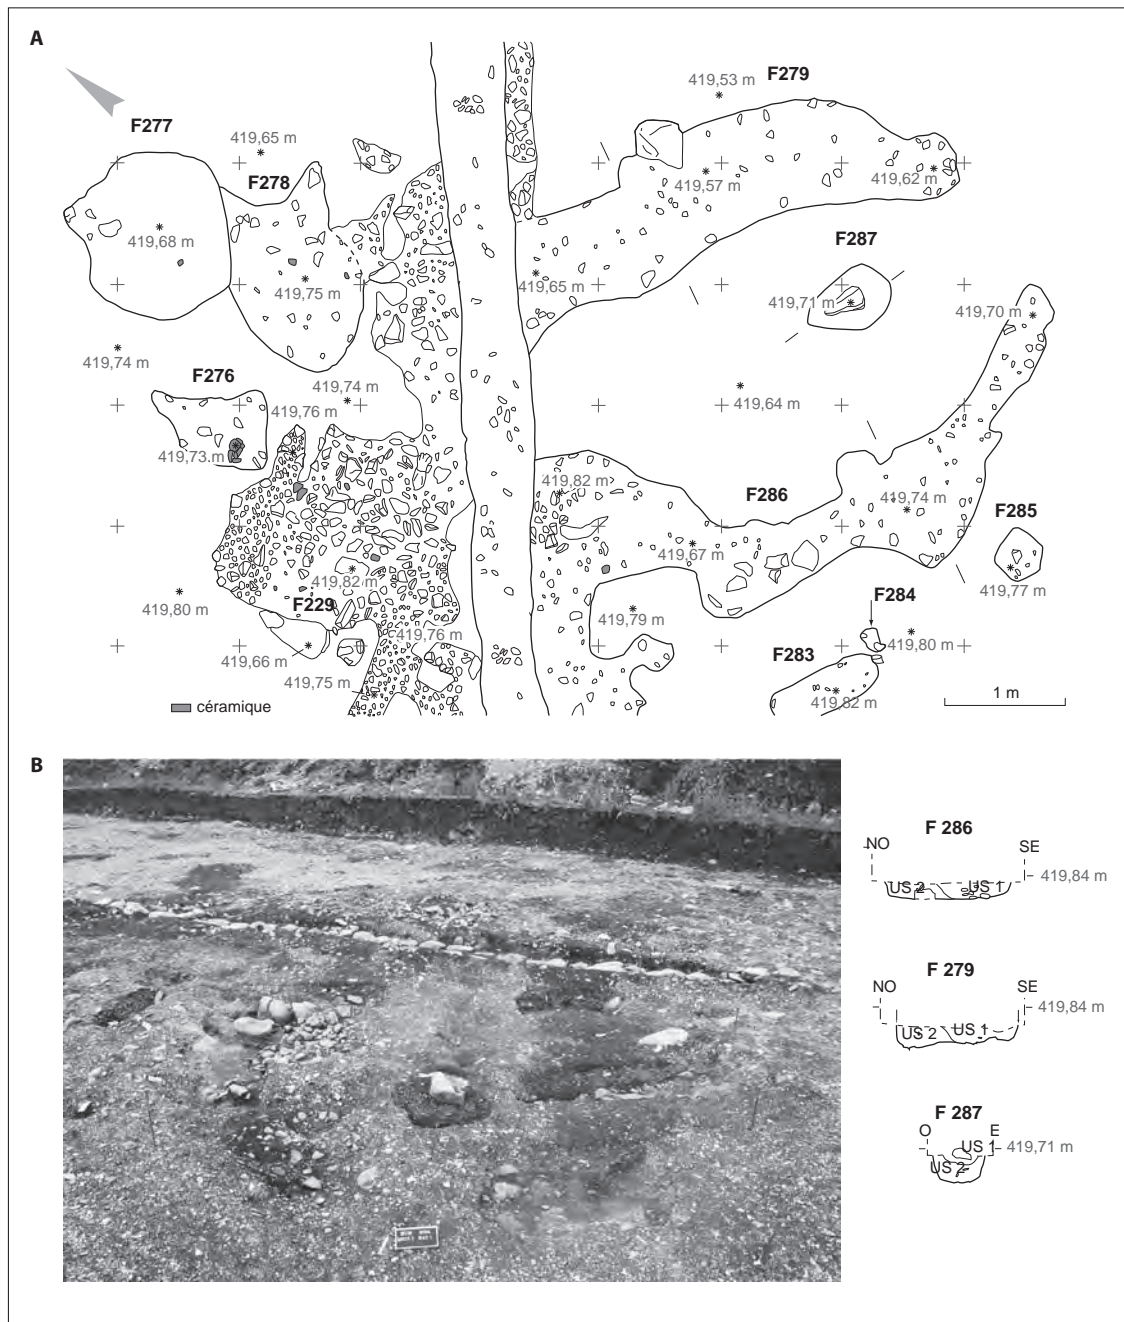 A
419,53 m
F279
F277
419,65 m
F278
419,57 m
419,62 m
419,68 m
F287
419,75 m
419,65 m
419,71 m
419,70 m
419,74 m
F276
419,74 m
419,76 m
419,64 m
419,73 m
419,82 m
F286
419,74 m
F285
419,67 m
419,82 m
419,77 m
419,80 m
F229
F284
419,79 m
419,76 m
419,80 m
419,66 m
F283
419,75 m
419,82 m
1 m
céramique
B
F 286
NO
SE
419,84 m
US 2
US 1
F 279
NO
SE
419,84 m
US 2
US 1
F 287
O
E
US 1
419,71 m
US 2